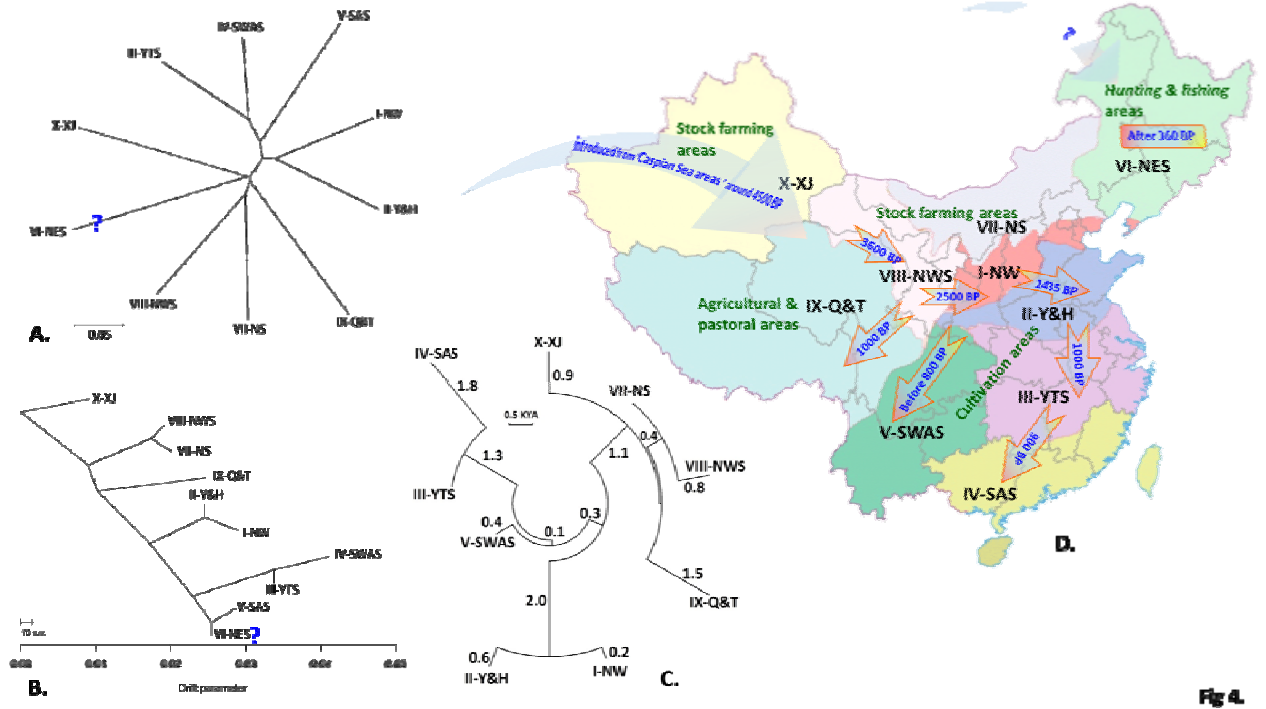 IV-SWAS
V-SAS
III-YTS
I-NW
X-XJ
II-Y&H
VI-NES
?
VIII-NWS
VII-NS
IX-Q&T
0.05
A.
X-XJ
VIII-NWS
VII-NS
IX-Q&T
II-Y&H
I-NW
IV-SWAS
III-YTS
V-SAS
VI-NES?
10 s.e.
0.00 0.01 0.02 0.03 0.04 0.05
Drift parameter
B.
IV-SAS
X-XJ
1.8
0.9
VII-NS
0.5 KYA
0.4
1.3
1.1
VIII-NWS
0.8
III-YTS
0.4
0.3
0.1
V-SWAS
1.5
IX-Q&T
2.0
0.6
0.2
II-Y&H
I-NW
C.
?
Hunting & fishing
areas
After 360 BP
VI-NES
Stock farming
areas
Introduced from Caspian Sea areas around 4500 BP
X-XJ
Stock farming areas
VII-NS
3600 BP
VIII-NWS
I-NW
2500 BP
1435 BP
Agricultural &
pastoral areas
IX-Q&T
II-Y&H
1000 BP
Before 800 BP
Cultivation areas
1000 BP
III-YTS
V-SWAS
900 BP
IV-SAS
D.
Fig 4.